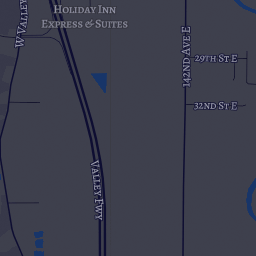 Holiday Inn
Express & Suites
W Valley
142nd Ave E
29th St E
32nd St E
Valley Fwy